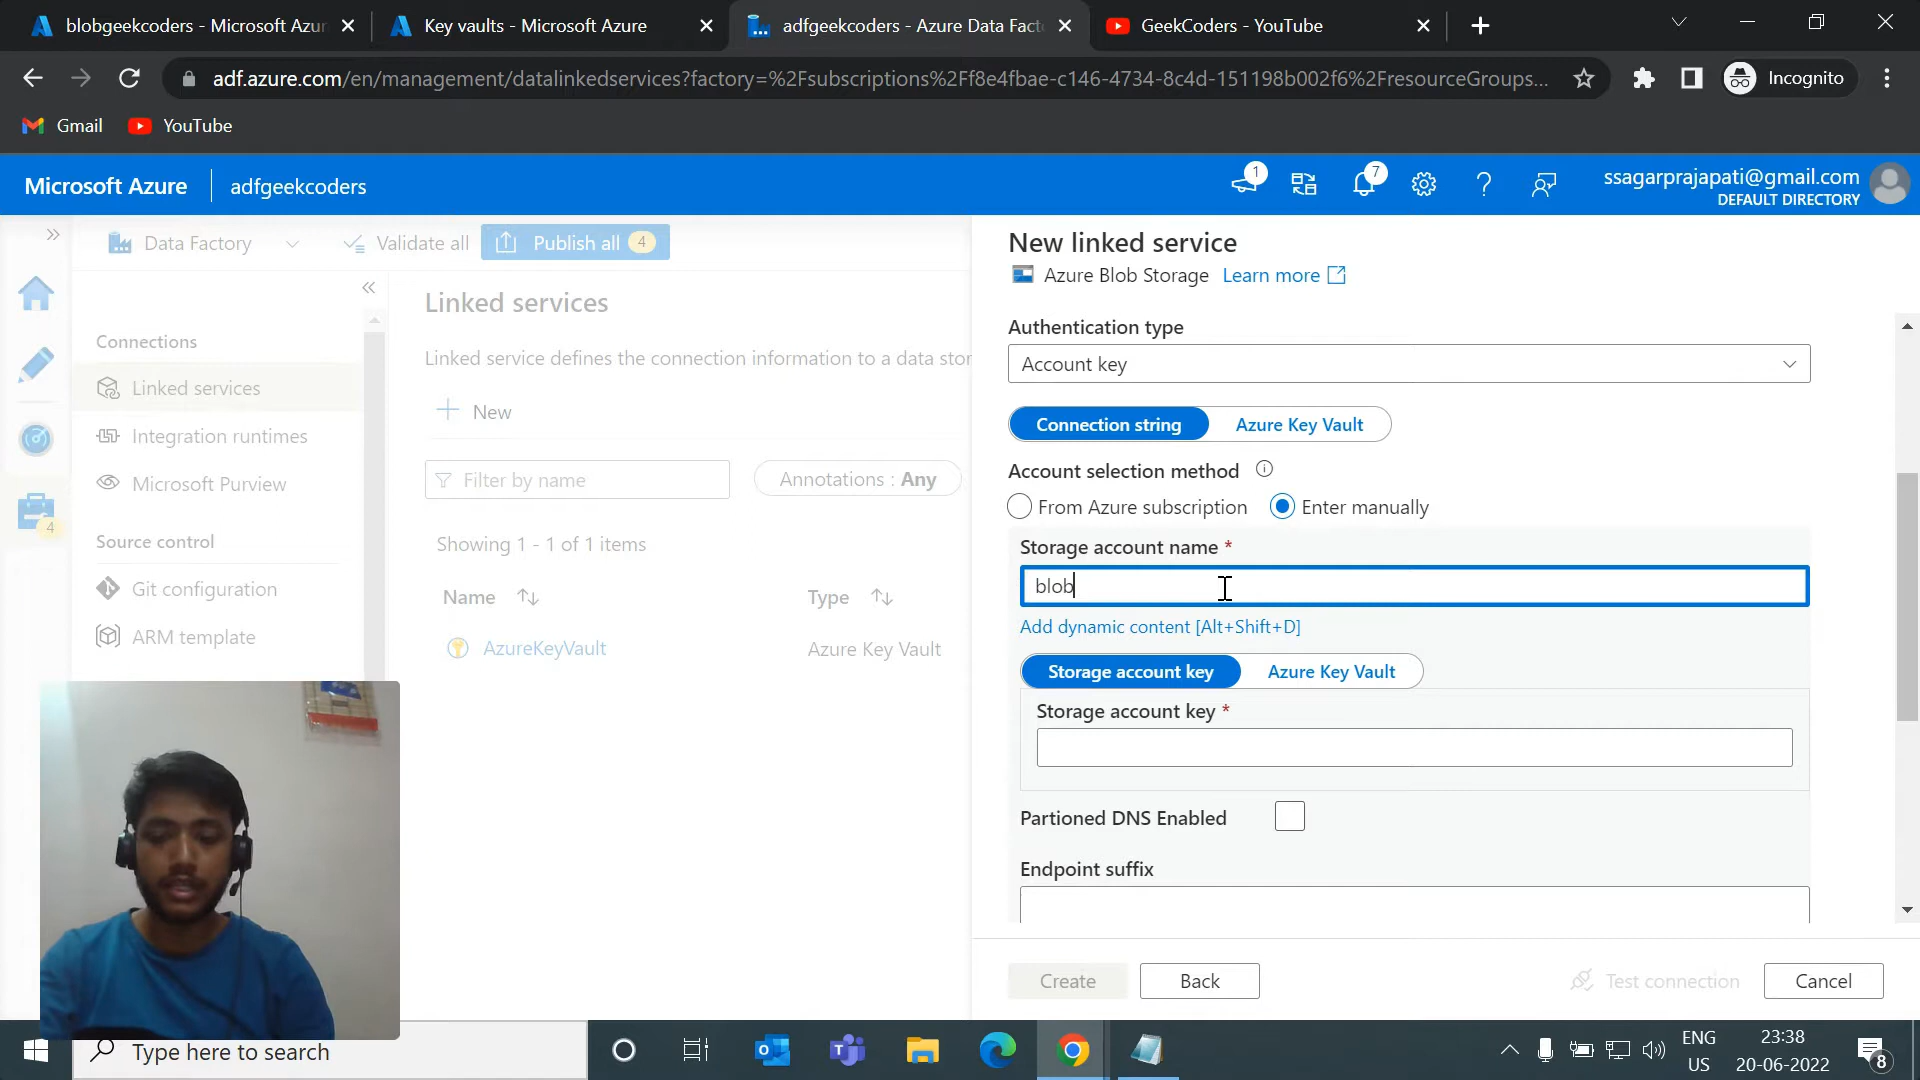 blobgeekcoders - Microsoft Azur
Key vaults - Microsoft Azure
adfgeekcoders - Azure Data Fact
GeekCoders - YouTube
adf.azure.com/en/management/datalinkedservices?factory=%2Fsubscriptions%2Ff8e4fbae-c146-4734-8c4d-151198b002f6%2FresourceGroups...
Incognito
Gmail
YouTube
Microsoft Azure
adfgeekcoders
1
7
ssagarprajapati@gmail.com
DEFAULT DIRECTORY
Data Factory
Validate all
Publish all 4
Connections
Linked services
Integration runtimes
Microsoft Purview
4
Source control
Git configuration
ARM template
Linked services
Linked service defines the connection information to a data stor
New
Filter by name
Annotations : Any
Showing 1 - 1 of 1 items
Name
Type
AzureKeyVault
Azure Key Vault
New linked service
Azure Blob Storage Learn more
Authentication type
Account key
Connection string
Azure Key Vault
Account selection method
From Azure subscription
Enter manually
Storage account name *
blob
Add dynamic content [Alt+Shift+D]
Storage account key
Azure Key Vault
Storage account key *
Partioned DNS Enabled
Endpoint suffix
Create
Back
Test connection
Cancel
Type here to search
ENG
US
23:38
20-06-2022
8